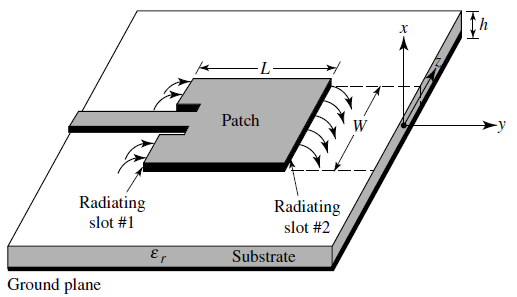 h
x
z
L
Patch
W
y
Radiating
slot #1
Radiating
slot #2
εr
Substrate
Ground plane